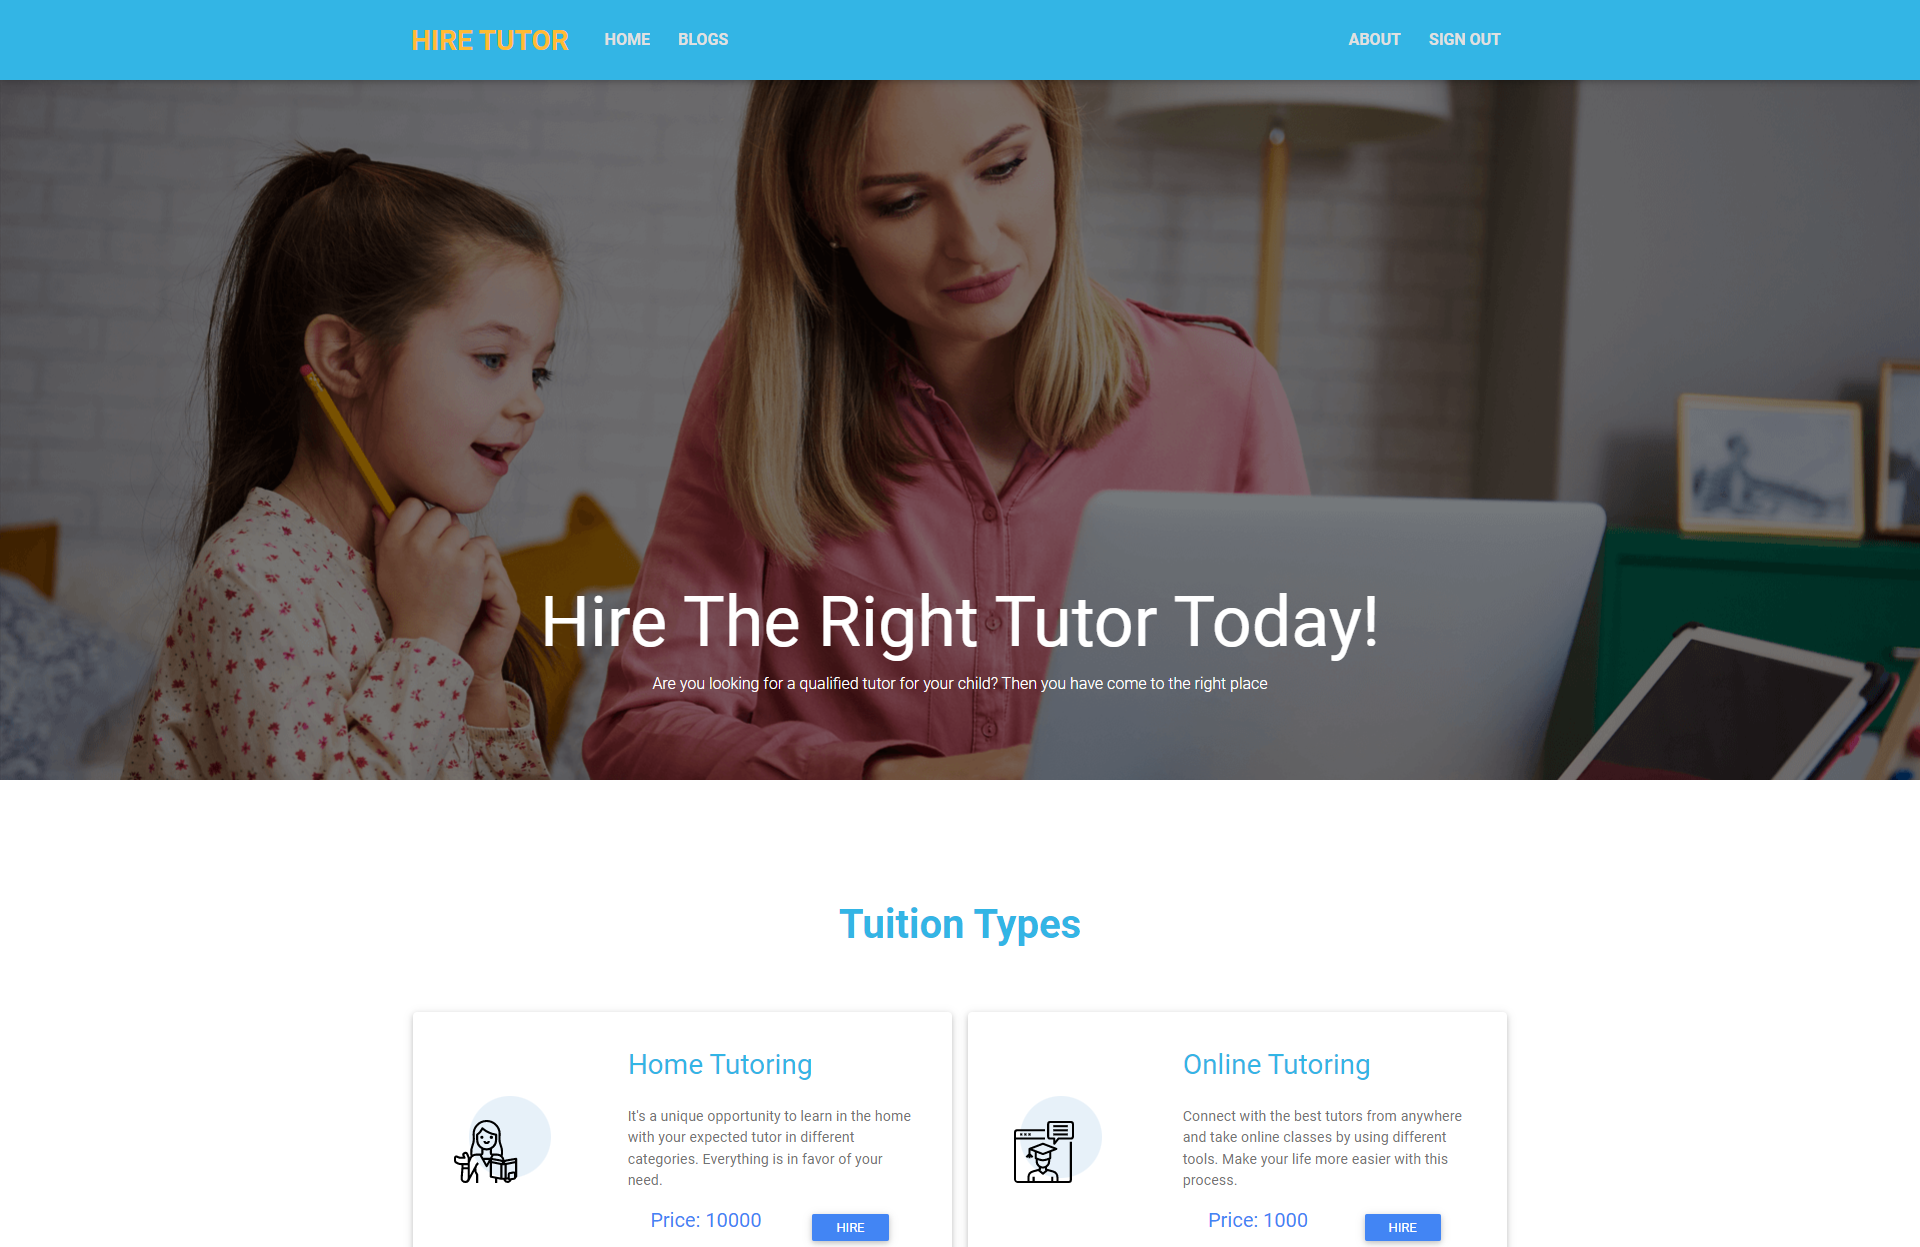 HIRE TUTOR HOME BLOGS ABOUT SIGN OUT
Hire The Right Tutor Today!
Are you looking for a qualified tutor for your child? Then you have come to the right place
Tuition Types
Home Tutoring
It's a unique opportunity to learn in the home
with your expected tutor in different
categories. Everything is in favor of your
need.
Price: 10000 HIRE
Online Tutoring
Connect with the best tutors from anywhere
and take online classes by using different
tools. Make your life more easier with this
process.
Price: 1000 HIRE